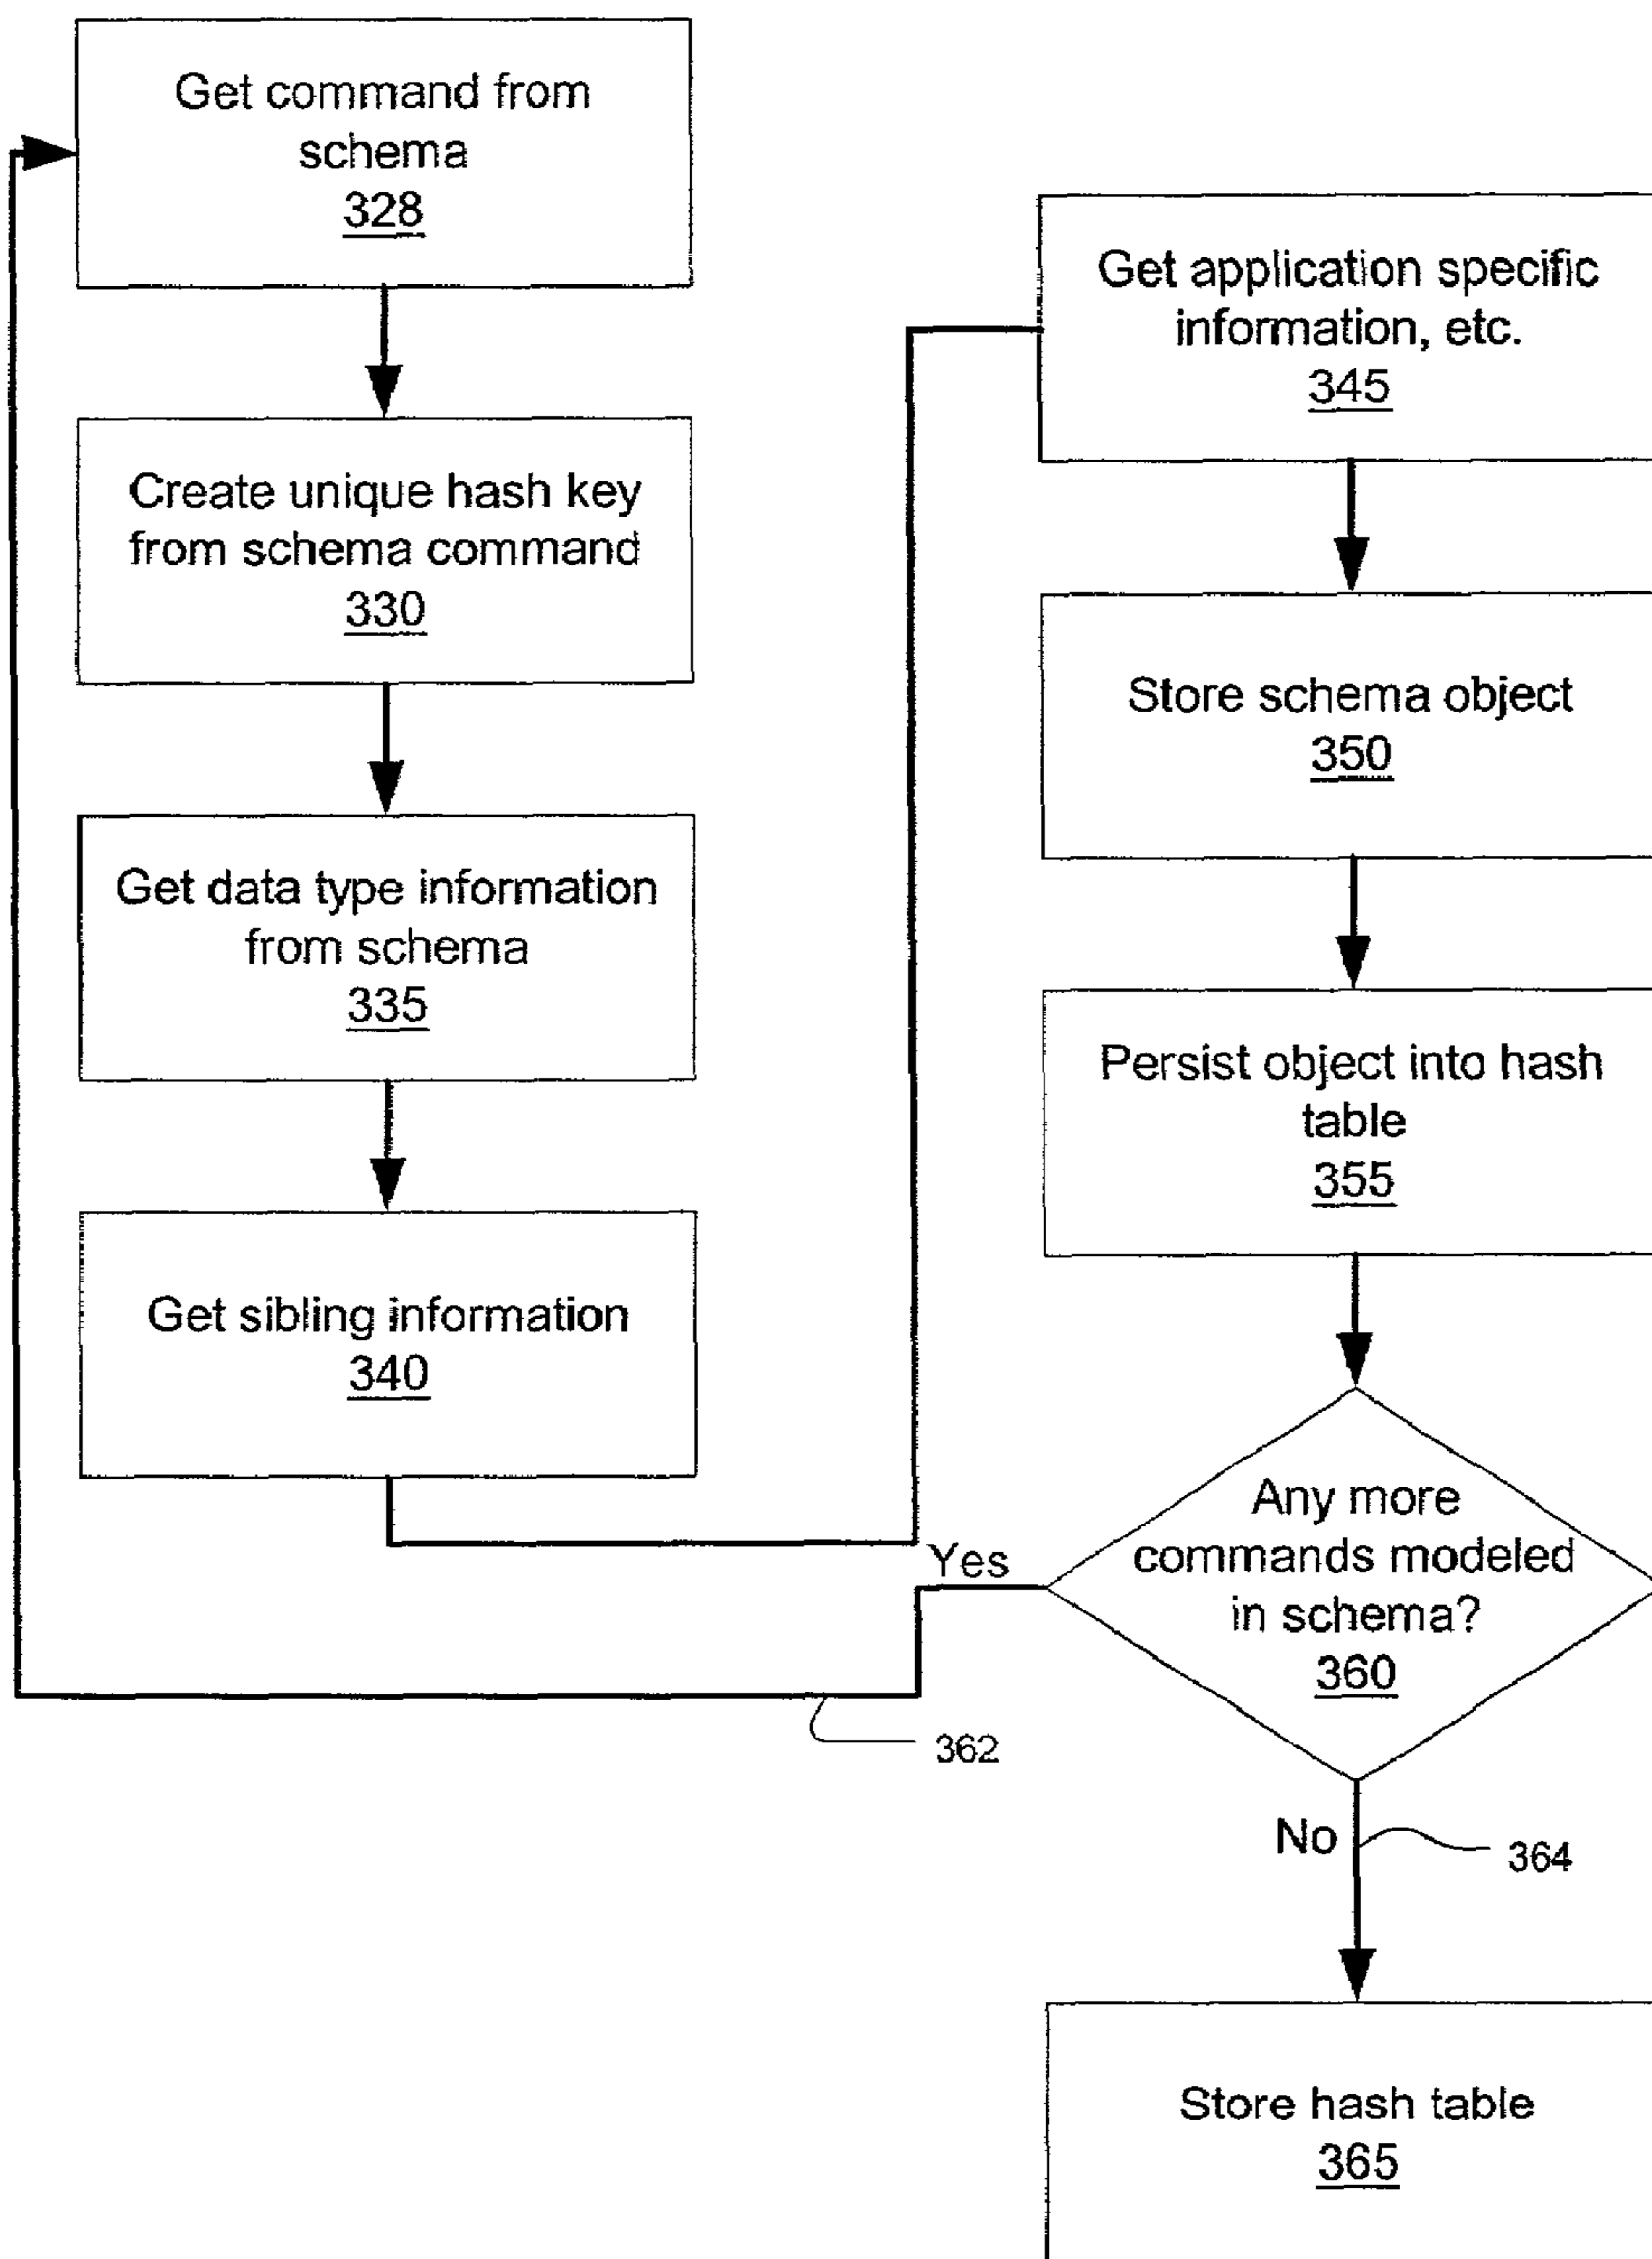 Get command from
schema
328
Create unique hash key
from schema command
330
Get data type information
from schema
335
Get sibling information
340
Get application specific
information, etc.
345
Store schema object
350
Persist object into hash
table
355
Any more
commands modeled
in schema?
360
Yes
362
No
364
Store hash table
365